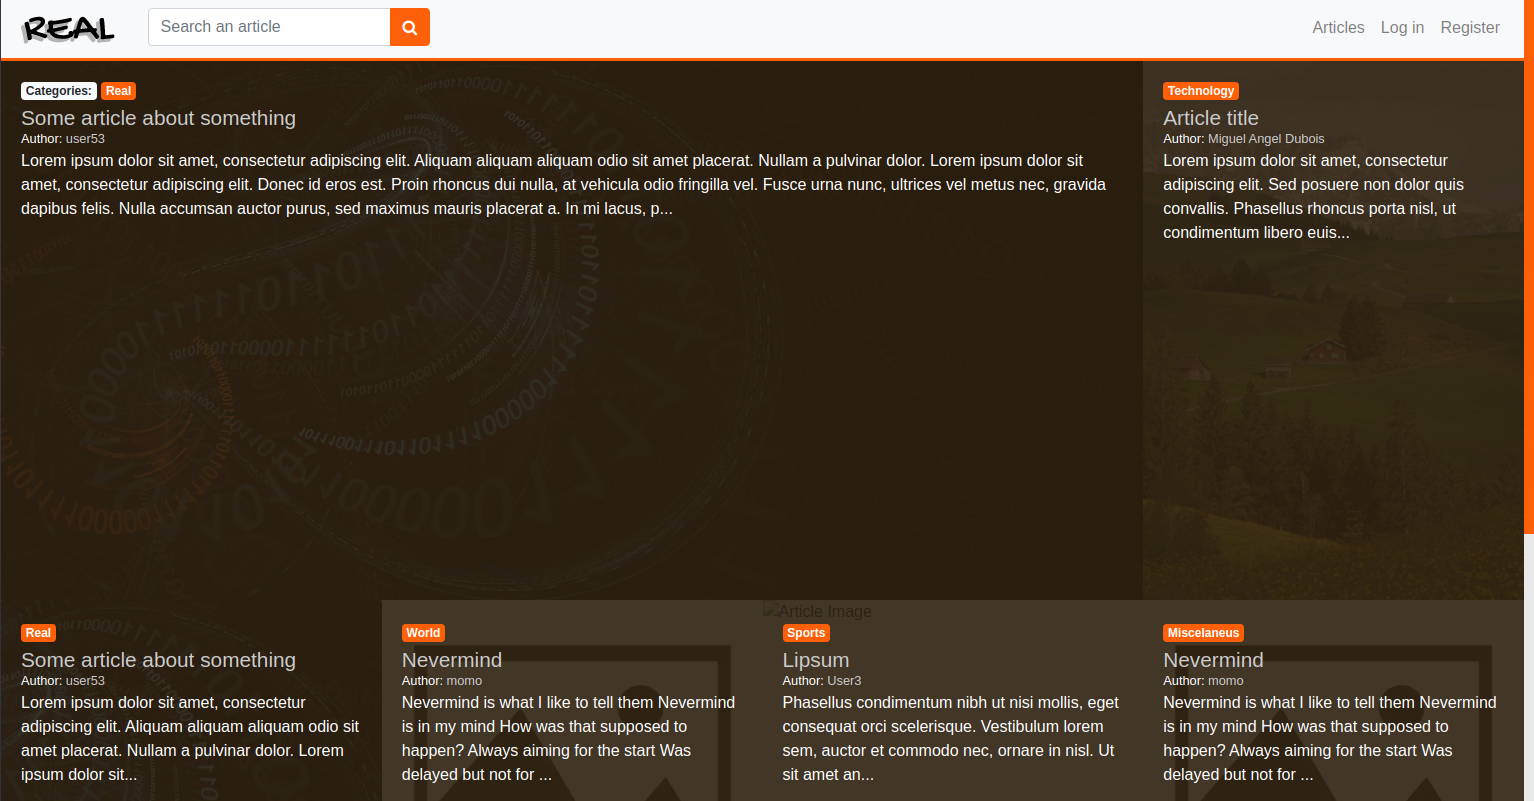 REAL
Search an article
Articles Log in Register
Categories: Real
Some article about something
Author: user53
Lorem ipsum dolor sit amet, consectetur adipiscing elit. Aliquam aliquam aliquam odio sit amet placerat. Nullam a pulvinar dolor. Lorem ipsum dolor sit
amet, consectetur adipiscing elit. Donec id eros est. Proin rhoncus dui nulla, at vehicula odio fringilla vel. Fusce urna nunc, ultrices vel metus nec, gravida
dapibus felis. Nulla accumsan auctor purus, sed maximus mauris placerat a. In mi lacus, p...
Technology
Article title
Author: Miguel Angel Dubois
Lorem ipsum dolor sit amet, consectetur
adipiscing elit. Sed posuere non dolor quis
convallis. Phasellus rhoncus porta nisl, ut
condimentum libero euis...
Real
Some article about something
Author: user53
Lorem ipsum dolor sit amet, consectetur
adipiscing elit. Aliquam aliquam aliquam odio sit
amet placerat. Nullam a pulvinar dolor. Lorem
ipsum dolor sit...
World
Nevermind
Author: momo
Nevermind is what I like to tell them Nevermind
is in my mind How was that supposed to
happen? Always aiming for the start Was
delayed but not for ...
Article Image
Sports
Lipsum
Author: User3
Phasellus condimentum nibh ut nisi mollis, eget
consequat orci scelerisque. Vestibulum lorem
sem, auctor et commodo nec, ornare in nisl. Ut
sit amet an...
Miscelaneus
Nevermind
Author: momo
Nevermind is what I like to tell them Nevermind
is in my mind How was that supposed to
happen? Always aiming for the start Was
delayed but not for ...